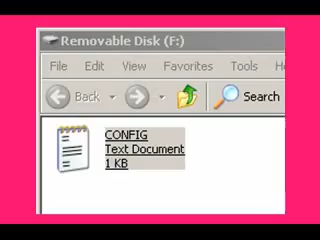 Removable Disk (F:)
File Edit View Favorites Tools
Back Search
CONFIG
Text Document
1 KB